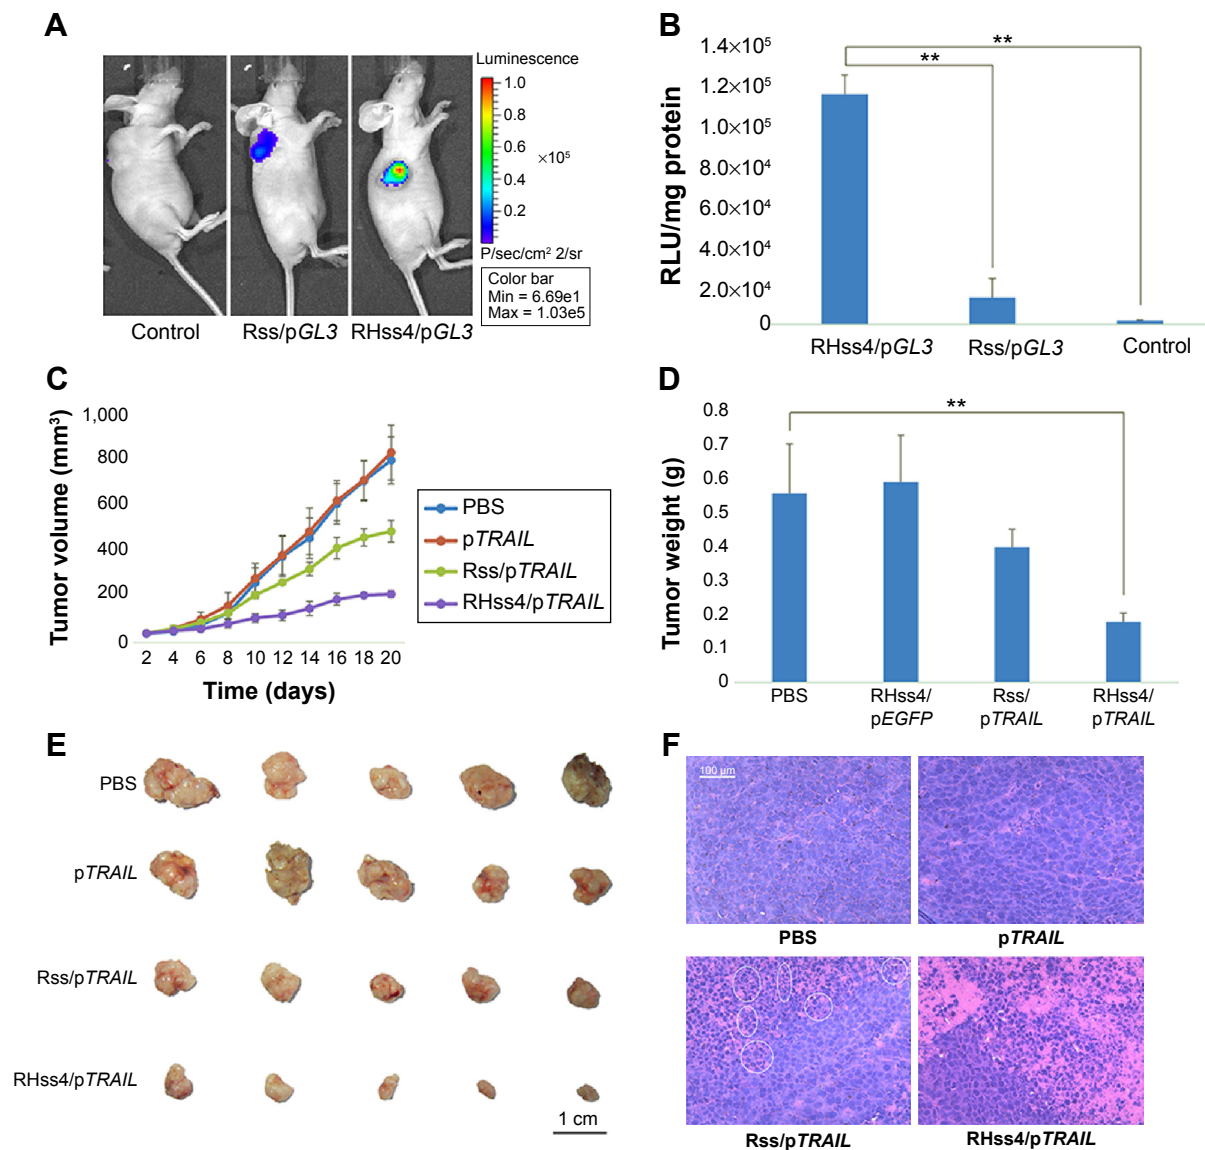 A
Luminescence
1.0
0.8
0.6
×10⁵
0.4
0.2
P/sec/cm² 2/sr
Color bar
Min = 6.69e1
Max = 1.03e5
Control
Rss/pGL3
RHss4/pGL3
B
RLU/mg protein
1.4×10⁵
1.2×10⁵
1.0×10⁵
8.0×10⁴
6.0×10⁴
4.0×10⁴
2.0×10⁴
0
**
**
RHss4/pGL3
Rss/pGL3
Control
C
Tumor volume (mm³)
1,000
800
600
400
200
0
2 4 6 8 10 12 14 16 18 20
Time (days)
PBS
pTRAIL
Rss/pTRAIL
RHss4/pTRAIL
D
Tumor weight (g)
0.8
0.7
0.6
0.5
0.4
0.3
0.2
0.1
0
**
PBS
RHss4/
pEGFP
Rss/
pTRAIL
RHss4/
pTRAIL
E
PBS
pTRAIL
Rss/pTRAIL
RHss4/pTRAIL
1 cm
F
100 µm
PBS
pTRAIL
Rss/pTRAIL
RHss4/pTRAIL